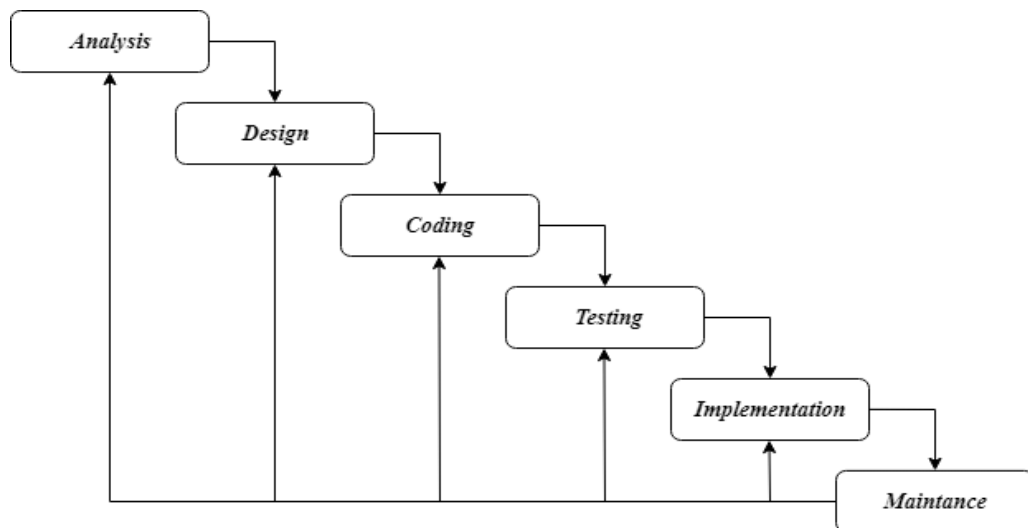 Analysis
Design
Coding
Testing
Implementation
Maintance